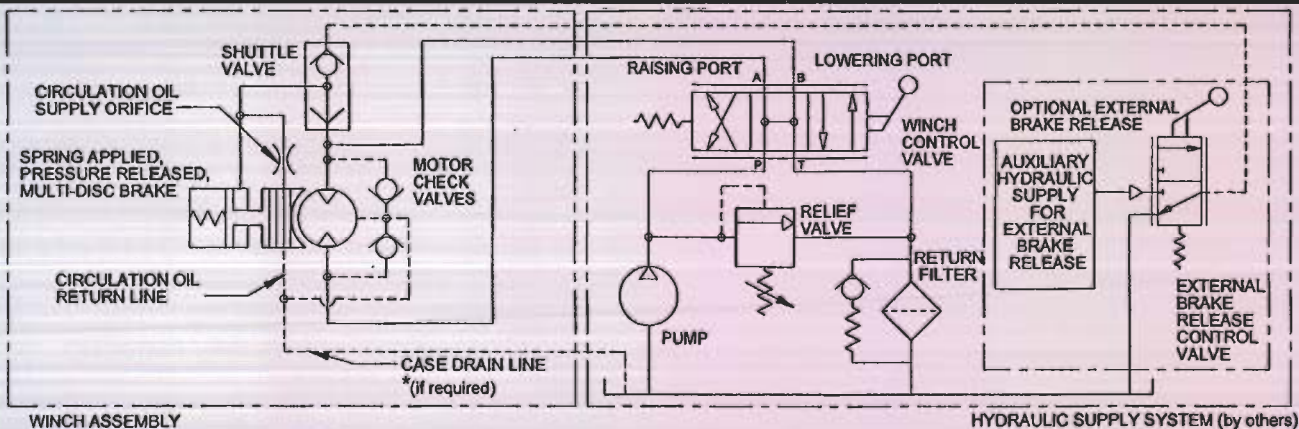 SHUTTLE
VALVE
CIRCULATION OIL
SUPPLY ORIFICE
SPRING APPLIED,
PRESSURE RELEASED,
MULTI-DISC BRAKE
MOTOR
CHECK
VALVES
CIRCULATION OIL
RETURN LINE
CASE DRAIN LINE
*(if required)
WINCH ASSEMBLY
RAISING PORT
A
B
LOWERING PORT
WINCH
CONTROL
VALVE
P
T
RELIEF
VALVE
RETURN
FILTER
PUMP
OPTIONAL EXTERNAL
BRAKE RELEASE
AUXILIARY
HYDRAULIC
SUPPLY
FOR
EXTERNAL
BRAKE
RELEASE
EXTERNAL
BRAKE
RELEASE
CONTROL
VALVE
HYDRAULIC SUPPLY SYSTEM (by others)